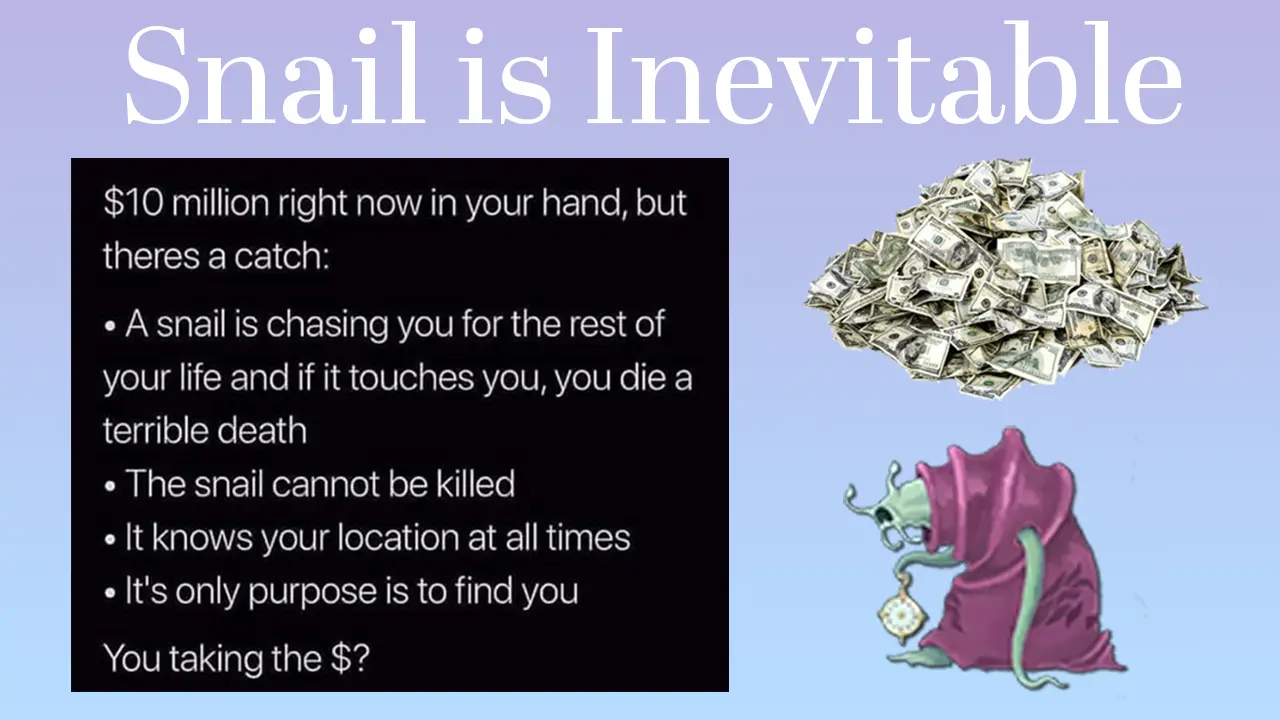 Snail is Inevitable
$10 million right now in your hand, but
theres a catch:
• A snail is chasing you for the rest of
your life and if it touches you, you die a
terrible death
• The snail cannot be killed
• It knows your location at all times
• It's only purpose is to find you
You taking the $?